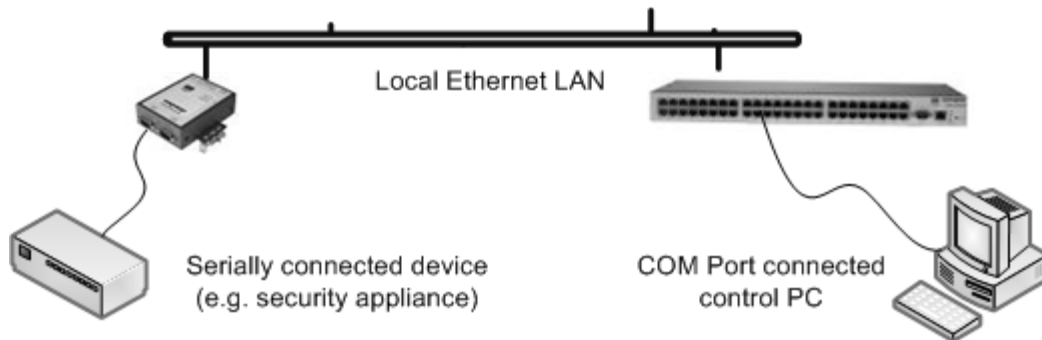 Local Ethernet LAN
Serially connected device
(e.g. security appliance)
COM Port connected
control PC